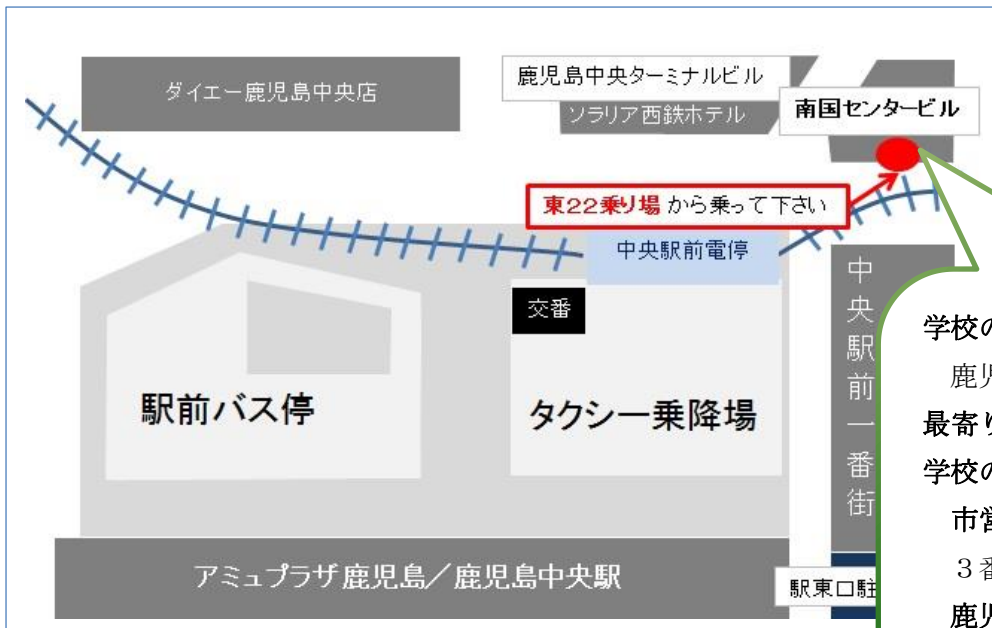 ダイエー鹿児島中央店
鹿児島中央ターミナルビル
ソラリア西鉄ホテル
南国センタービル
東22乗り場 から乗って下さい
中央駅前電停
交番
駅前バス停
タクシー乗降場
中央駅前一番街
アミュプラザ鹿児島／鹿児島中央駅
駅東口駐
学校の
鹿児
最寄り
学校の
市営
３番
鹿児